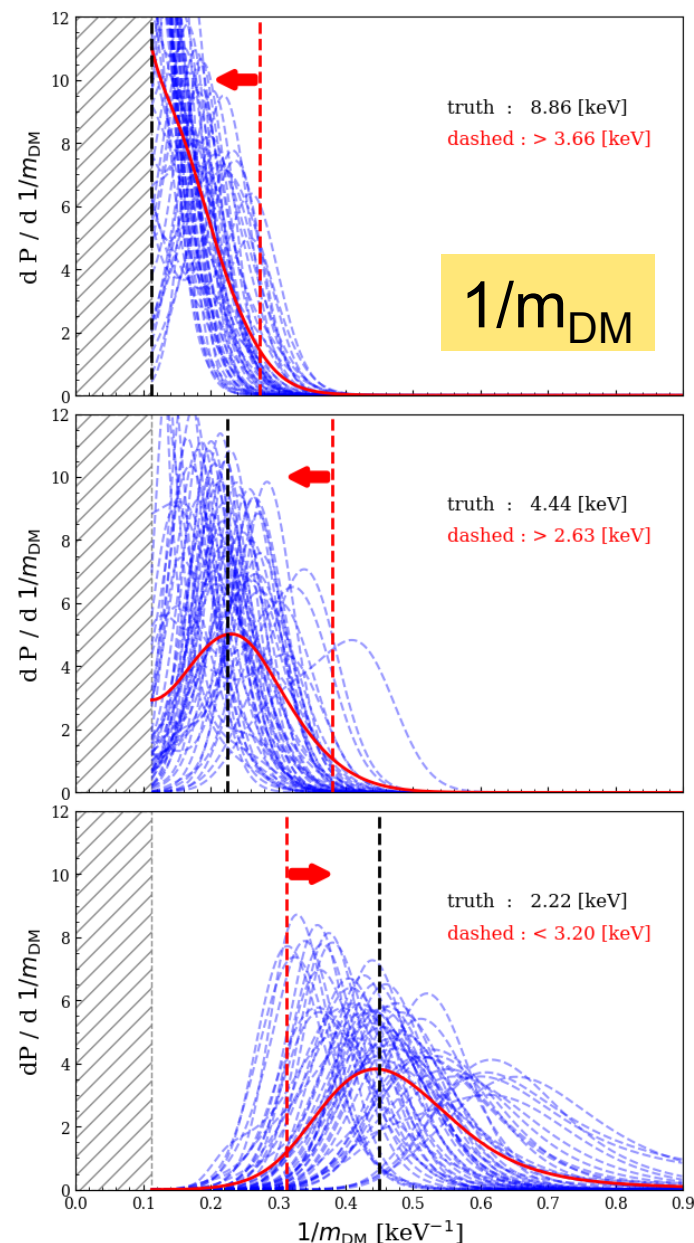 12
10
8
6
4
2
0
d P / d 1/m_DM
truth : 8.86 [keV]
dashed : > 3.66 [keV]
1/m_DM
12
10
8
6
4
2
0
d P / d 1/m_DM
truth : 4.44 [keV]
dashed : > 2.63 [keV]
12
10
8
6
4
2
0
dP / d 1/m_DM
truth : 2.22 [keV]
dashed : < 3.20 [keV]
0.0 0.1 0.2 0.3 0.4 0.5 0.6 0.7 0.8 0.9
1/m_DM [keV⁻¹]